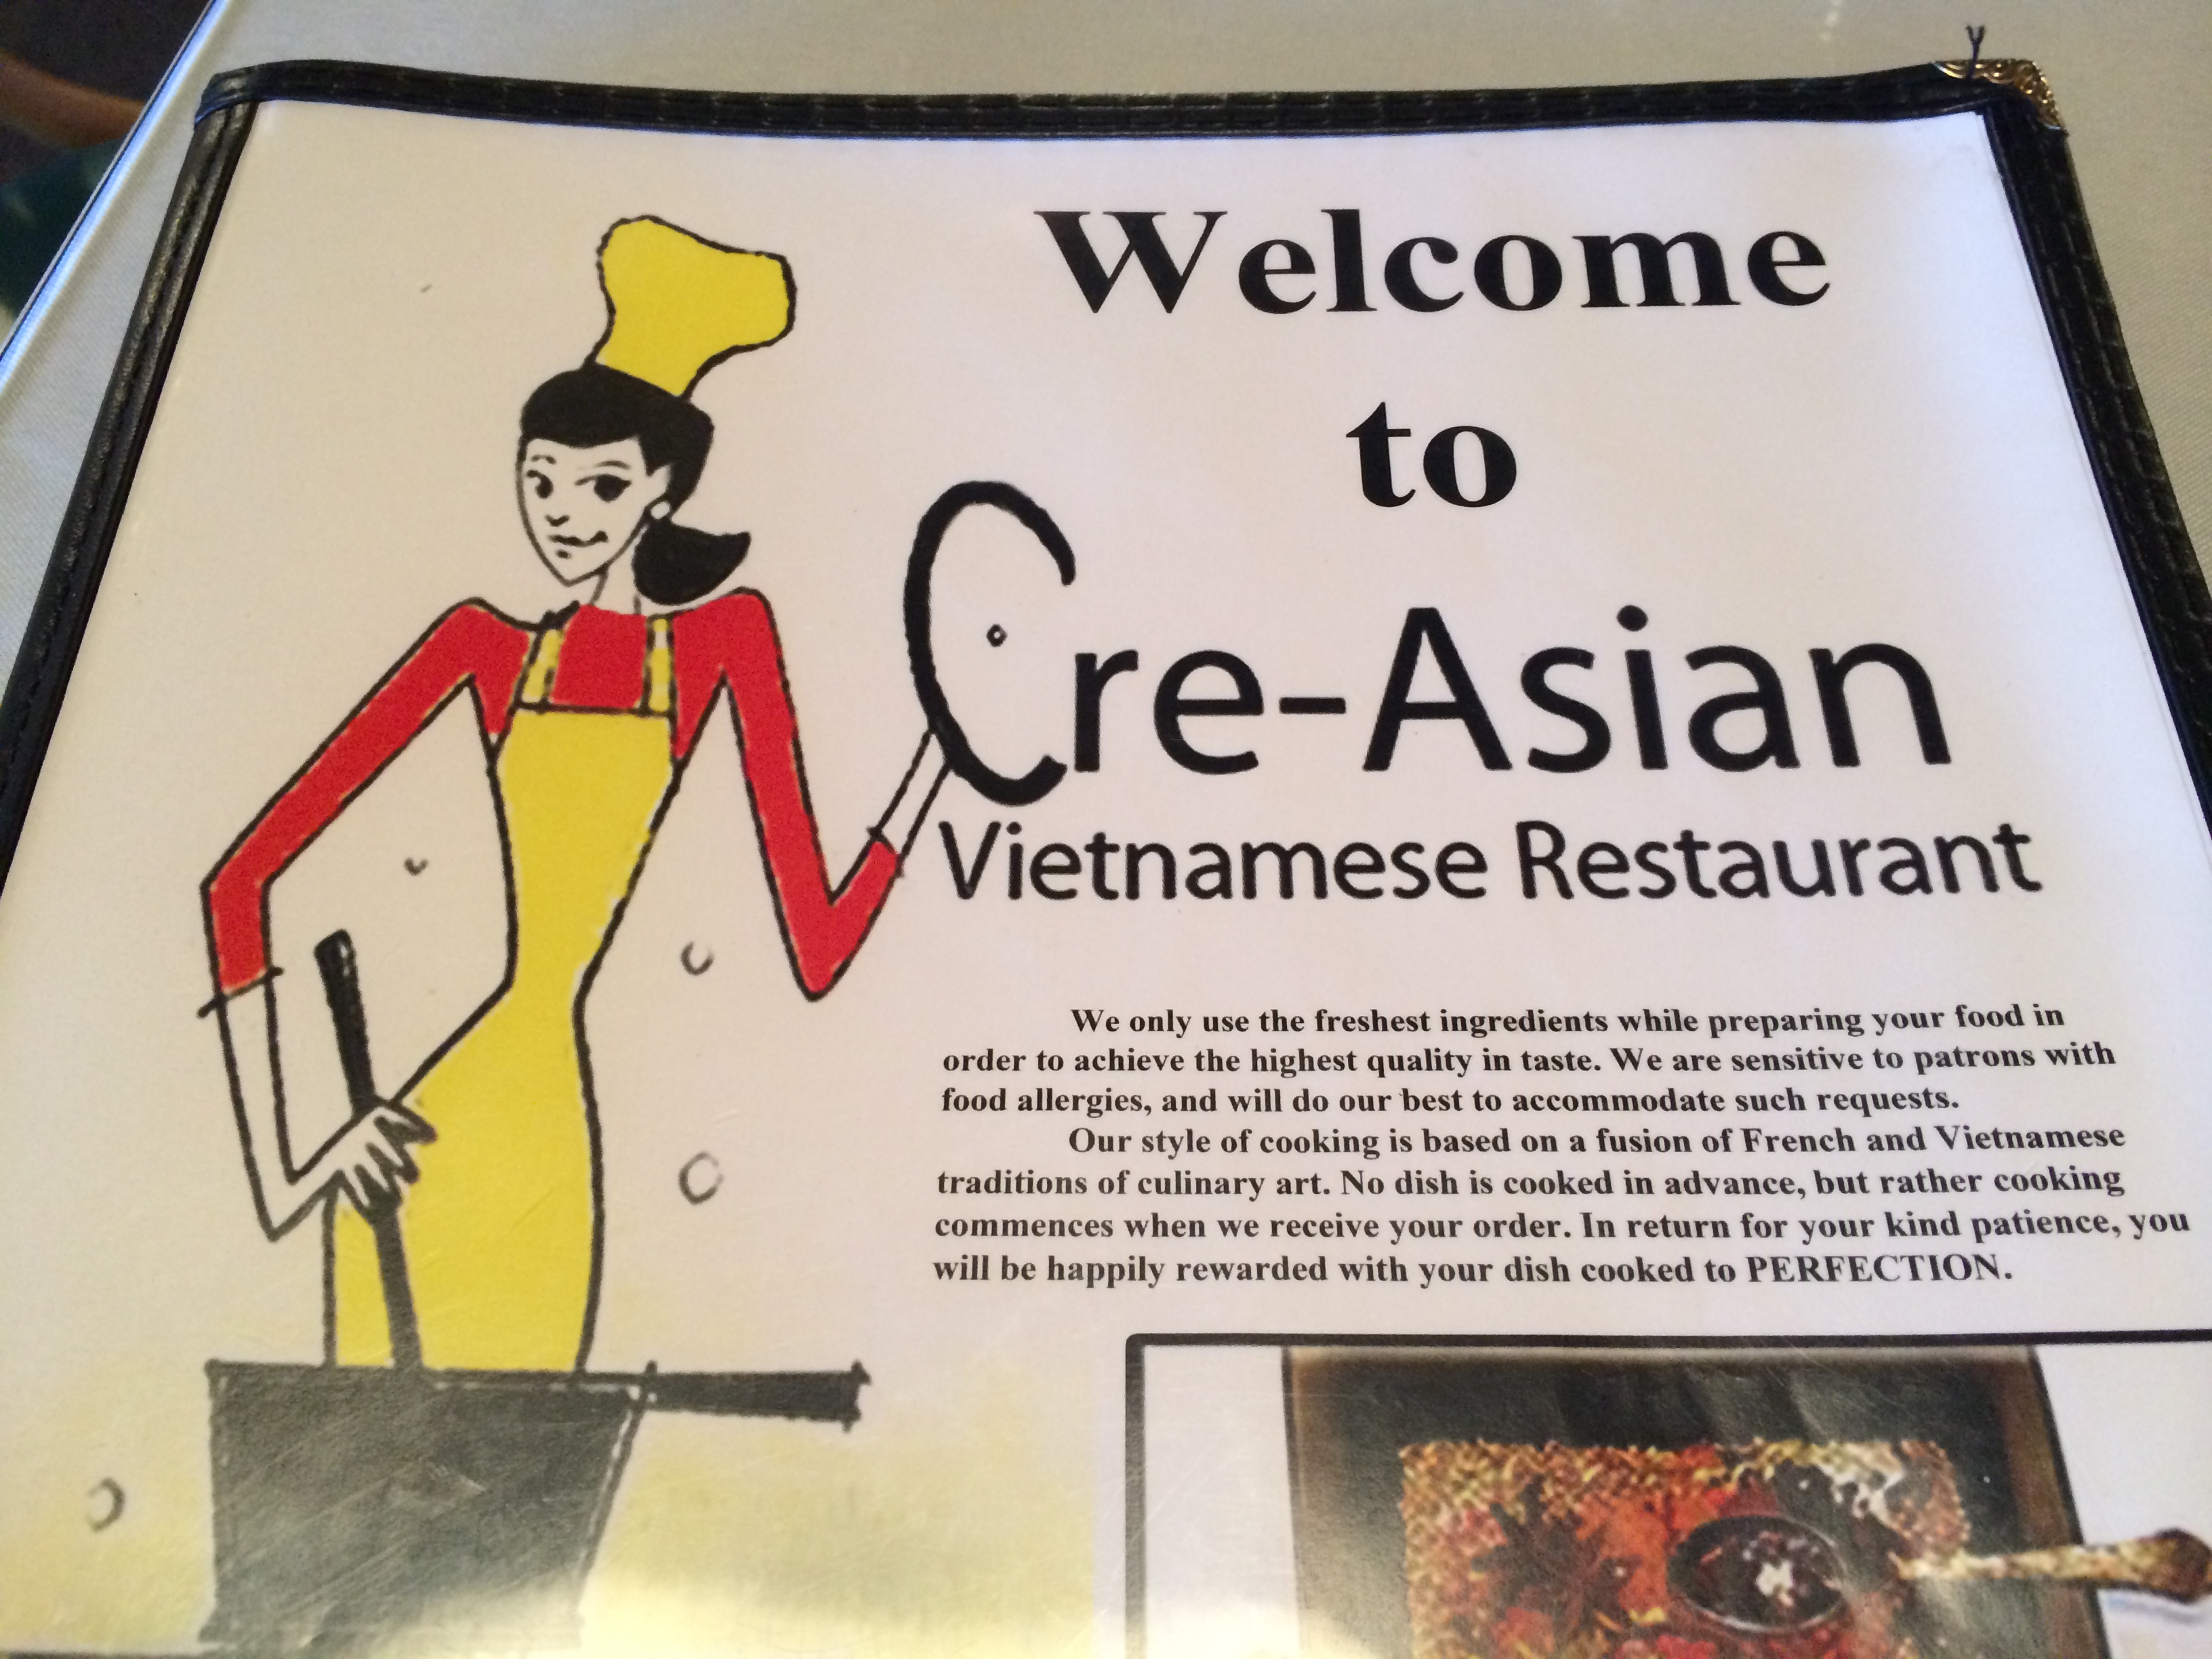 Welcome
to
Cre-Asian
Vietnamese Restaurant
We only use the freshest ingredients while preparing your food in
order to achieve the highest quality in taste. We are sensitive to patrons with
food allergies, and will do our best to accommodate such requests.
Our style of cooking is based on a fusion of French and Vietnamese
traditions of culinary art. No dish is cooked in advance, but rather cooking
commences when we receive your order. In return for your kind patience, you
will be happily rewarded with your dish cooked to PERFECTION.